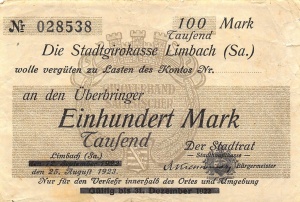 № 028538 100 Mark
Tausend
Die Stadtgirokasse Limbach (Sa.)
wolle vergüten zu Lasten des Kontos Nr.
an den Überbringer
Einhundert Mark
Tausend
Der Stadtrat
Limbach (Sa.) Stadthauptkasse
den 25. August 1923. Bürgermeister
Nur für den Verkehr innerhalb des Ortes und Umgebung